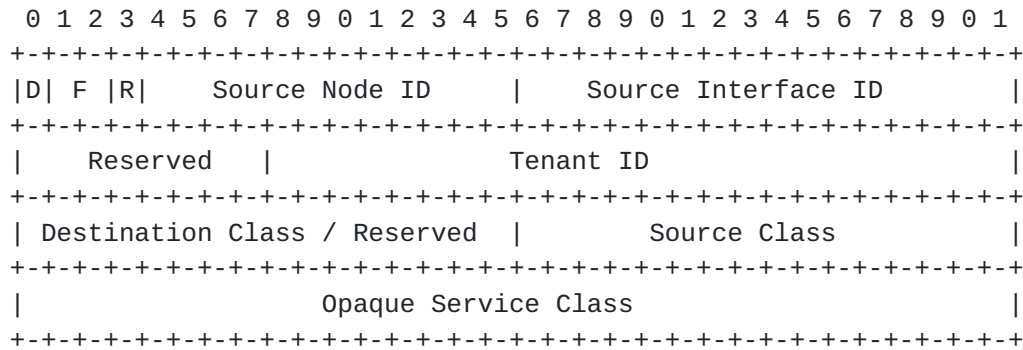 0 1 2 3 4 5 6 7 8 9 0 1 2 3 4 5 6 7 8 9 0 1 2 3 4 5 6 7 8 9 0 1
+-+-+-+-+-+-+-+-+-+-+-+-+-+-+-+-+-+-+-+-+-+-+-+-+-+-+-+-+-+-+-+-+
|D| F |R|    Source Node ID     |    Source Interface ID        |
+-+-+-+-+-+-+-+-+-+-+-+-+-+-+-+-+-+-+-+-+-+-+-+-+-+-+-+-+-+-+-+-+
|    Reserved   |               Tenant ID                       |
+-+-+-+-+-+-+-+-+-+-+-+-+-+-+-+-+-+-+-+-+-+-+-+-+-+-+-+-+-+-+-+-+
| Destination Class / Reserved  |        Source Class           |
+-+-+-+-+-+-+-+-+-+-+-+-+-+-+-+-+-+-+-+-+-+-+-+-+-+-+-+-+-+-+-+-+
|                   Opaque Service Class                        |
+-+-+-+-+-+-+-+-+-+-+-+-+-+-+-+-+-+-+-+-+-+-+-+-+-+-+-+-+-+-+-+-+